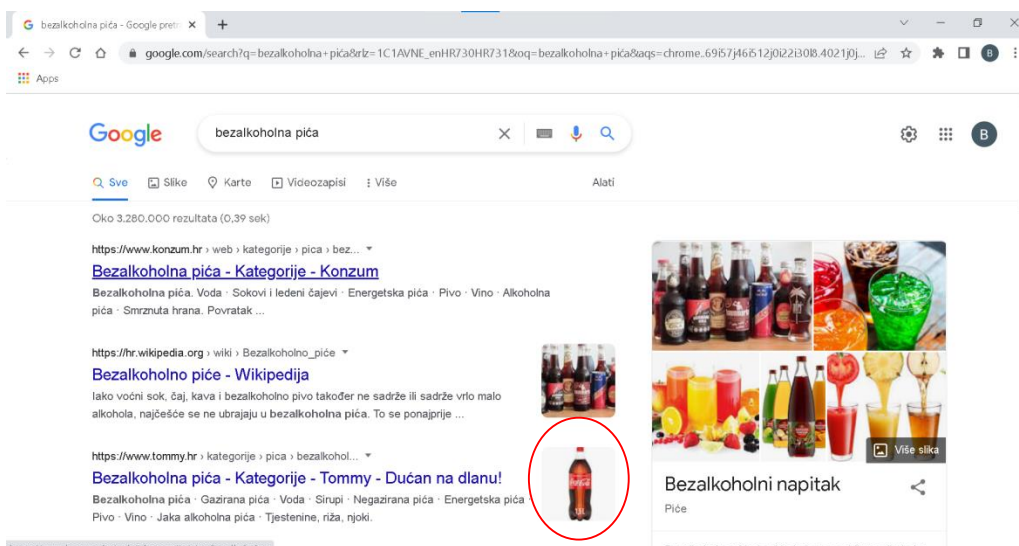 bezalkoholna pića - Google pretr
google.com/search?q=bezalkoholna+pića&rlz=1C1AVNE_enHR730HR731&oq=bezalkoholna+pića&aqs=chrome..69i57j46i512j0i22i30l8.4021j0j...
B
Apps
Google
bezalkoholna pića
B
Sve Slike Karte Videozapisi Više Alati
Oko 3.280.000 rezultata (0,39 sek)
https://www.konzum.hr › web › kategorije › pica › bez...
Bezalkoholna pića - Kategorije - Konzum
Bezalkoholna pića. Voda · Sokovi i ledeni čajevi · Energetska pića · Pivo · Vino · Alkoholna
pića · Smrznuta hrana. Povratak ...
https://hr.wikipedia.org › wiki › Bezalkoholno_piće
Bezalkoholno piće - Wikipedija
Iako voćni sok, čaj, kava i bezalkoholno pivo također ne sadrže ili sadrže vrlo malo
alkohola, najčešće se ne ubrajaju u bezalkoholna pića. To se ponajprije ...
https://www.tommy.hr › kategorije › pica › bezalkohol...
Bezalkoholna pića - Kategorije - Tommy - Dućan na dlanu!
Bezalkoholna pića · Gazirana pića · Voda · Sirupi · Negazirana pića · Energetska pića ·
Pivo · Vino · Jaka alkoholna pića · Tjestenine, riža, njoki.
Više slika
Bezalkoholni napitak
Piće